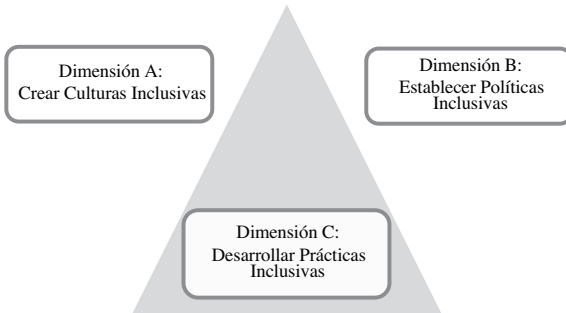 Dimensión A:
Crear Culturas Inclusivas
Dimensión B:
Establecer Políticas
Inclusivas
Dimensión C:
Desarrollar Prácticas
Inclusivas